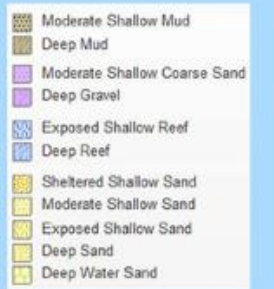 Moderate Shallow Mud
Deep Mud
Moderate Shallow Coarse Sand
Deep Gravel
Exposed Shallow Reef
Deep Reef
Sheltered Shallow Sand
Moderate Shallow Sand
Exposed Shallow Sand
Deep Sand
Deep Water Sand